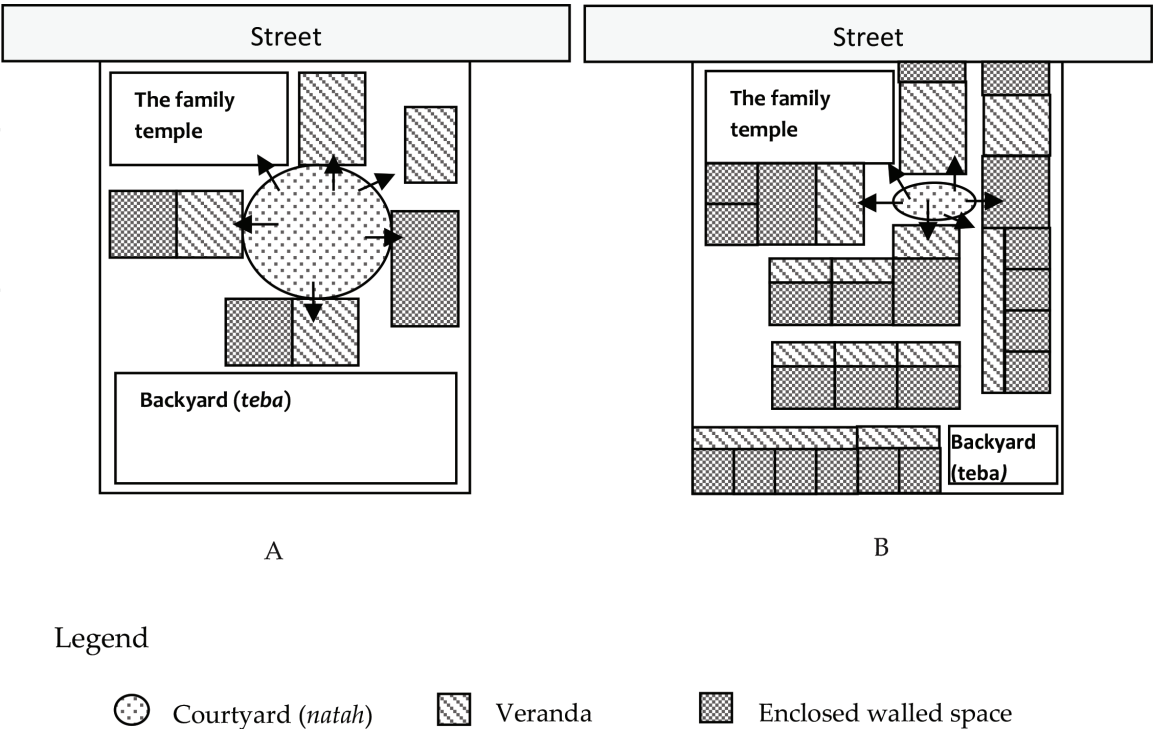 Street
The family
temple
Backyard (teba)
A
Street
The family
temple
Backyard
(teba)
B
Legend
Courtyard (natah)
Veranda
Enclosed walled space